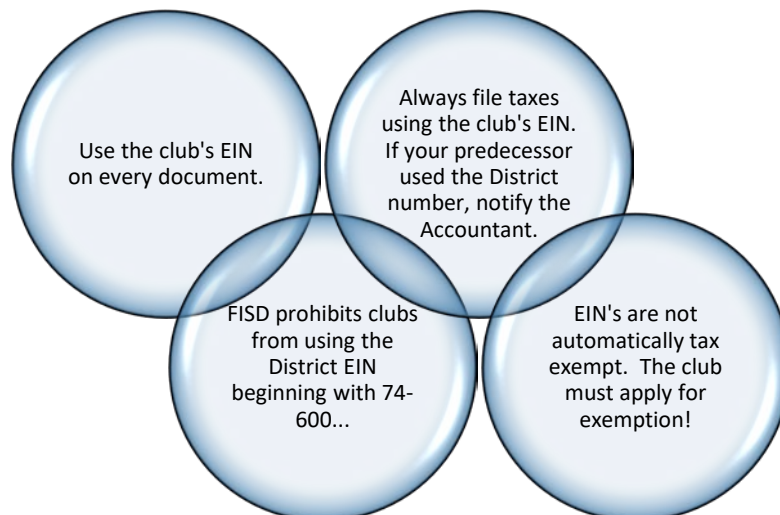 Use the club's EIN
on every document.
Always file taxes
using the club's EIN.
If your predecessor
used the District
number, notify the
Accountant.
FISD prohibits clubs
from using the
District EIN
beginning with 74-
600...
EIN's are not
automatically tax
exempt.  The club
must apply for
exemption!